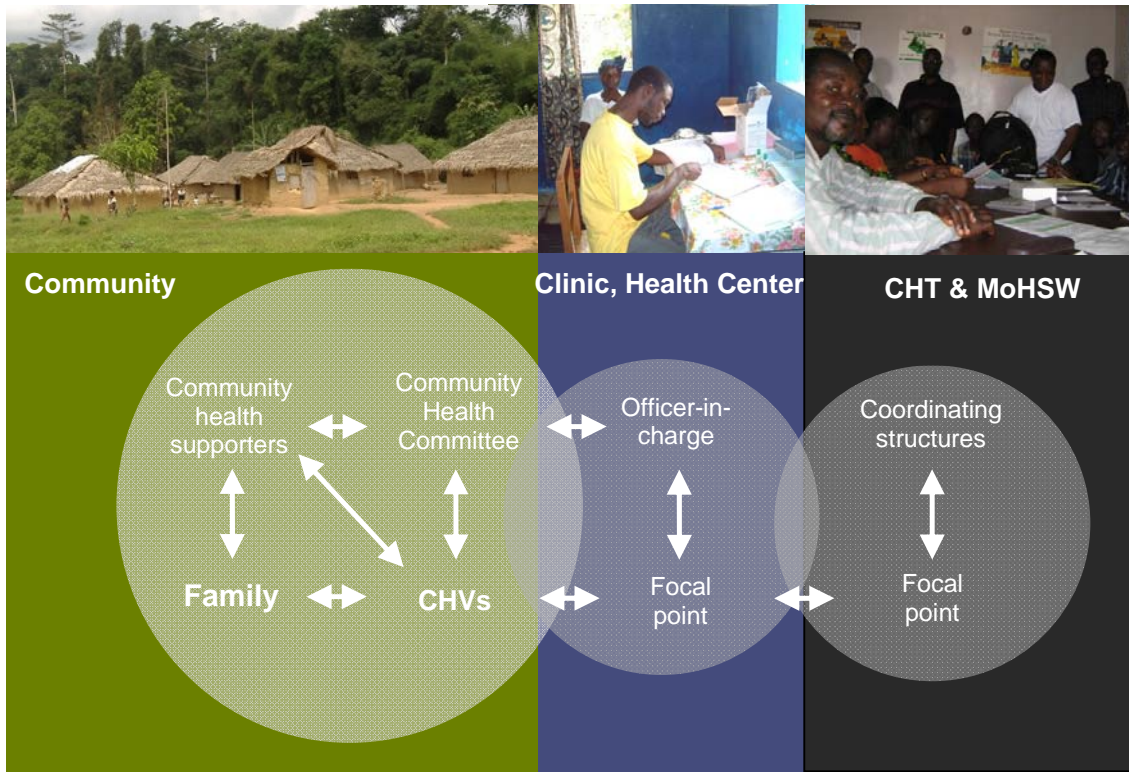 Community
Clinic, Health Center
CHT & MoHSW
Community
health
supporters
Community
Health
Committee
Officer-in-
charge
Coordinating
structures
Family
CHVs
Focal
point
Focal
point